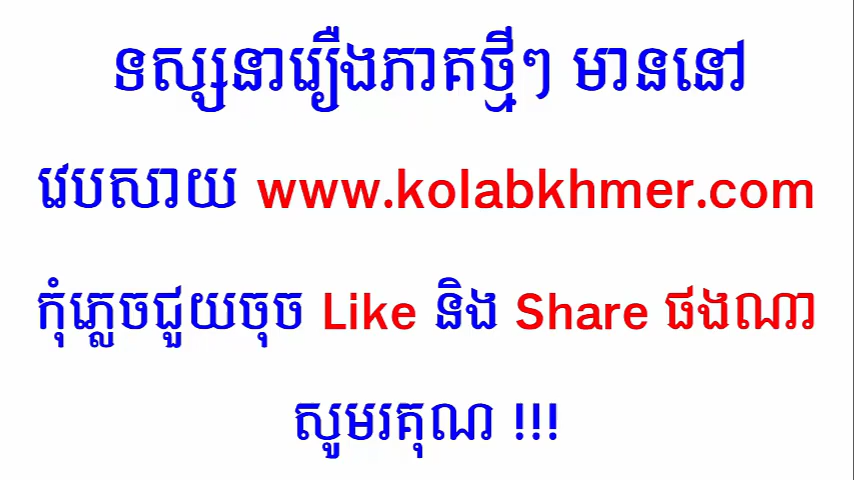 ទស្សនារឿងភាគថ្មីៗ មាននៅ
វេបសាយ www.kolabkhmer.com
កុំភ្លេចជួយចុច Like និង Share ផងណា
សូមរគុណ !!!